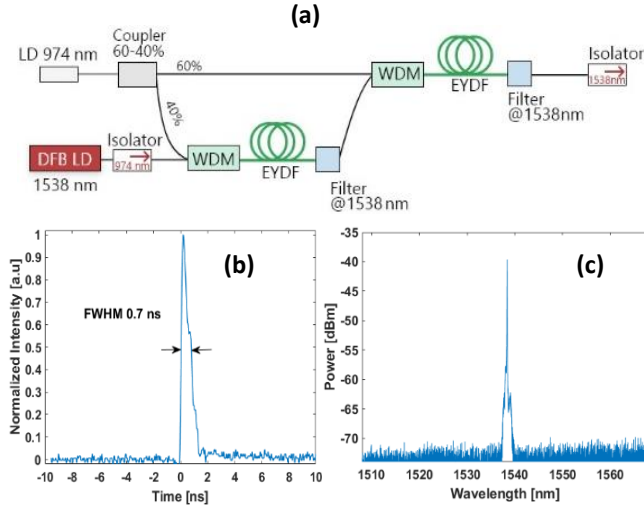 (a)
Coupler
60-40%
LD 974 nm
60%
40%
WDM
EYDF
Filter
@1538nm
Isolator
1538nm
DFB LD
1538 nm
Isolator
974 nm
WDM
EYDF
Filter
@1538 nm
(b)
Normalized Intensity [a.u]
1
0.9
0.8
0.7
0.6
0.5
0.4
0.3
0.2
0.1
0
FWHM 0.7 ns
-10 -8 -6 -4 -2 0 2 4 6 8 10
Time [ns]
(c)
Power [dBm]
-35
-40
-45
-50
-55
-60
-65
-70
1510 1520 1530 1540 1550 1560
Wavelength [nm]